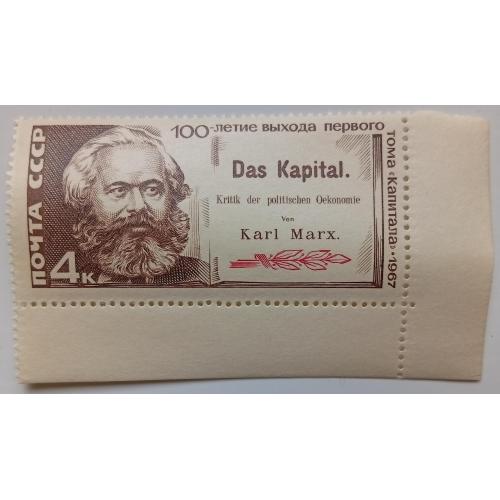 ПОЧТА СССР
4к
100-летие выхода первого
тома «Капитала»·1967
Das Kapital.
Kritik der politischen Oekonomie
Von
Karl Marx.